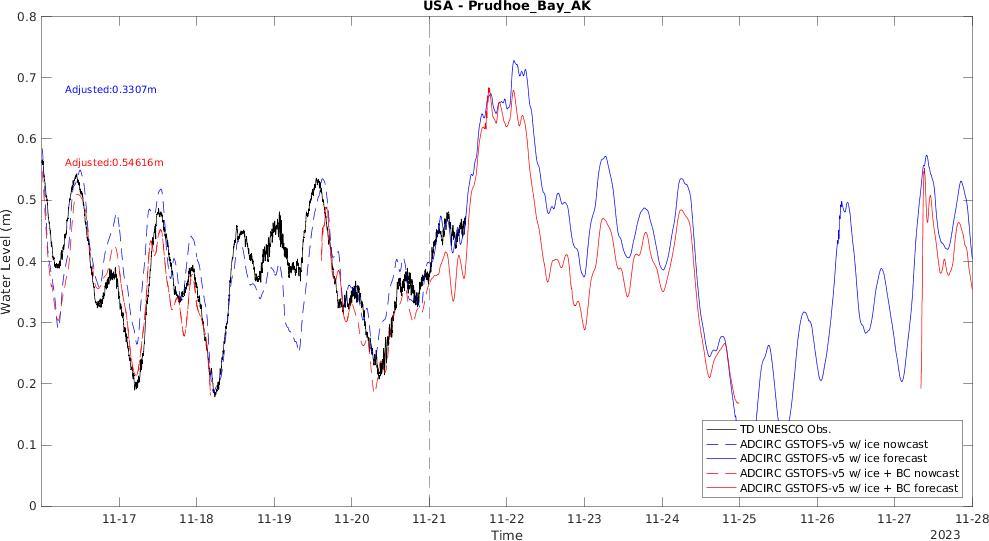 USA - Prudhoe_Bay_AK
0.8
0.7
0.6
0.5
0.4
0.3
0.2
0.1
0
Water Level (m)
Adjusted:0.3307m
Adjusted:0.54616m
TD UNESCO Obs.
ADCIRC GSTOFS-v5 w/ ice nowcast
ADCIRC GSTOFS-v5 w/ ice forecast
ADCIRC GSTOFS-v5 w/ ice + BC nowcast
ADCIRC GSTOFS-v5 w/ ice + BC forecast
11-17 11-18 11-19 11-20 11-21 11-22 11-23 11-24 11-25 11-26 11-27 11-28
Time
2023